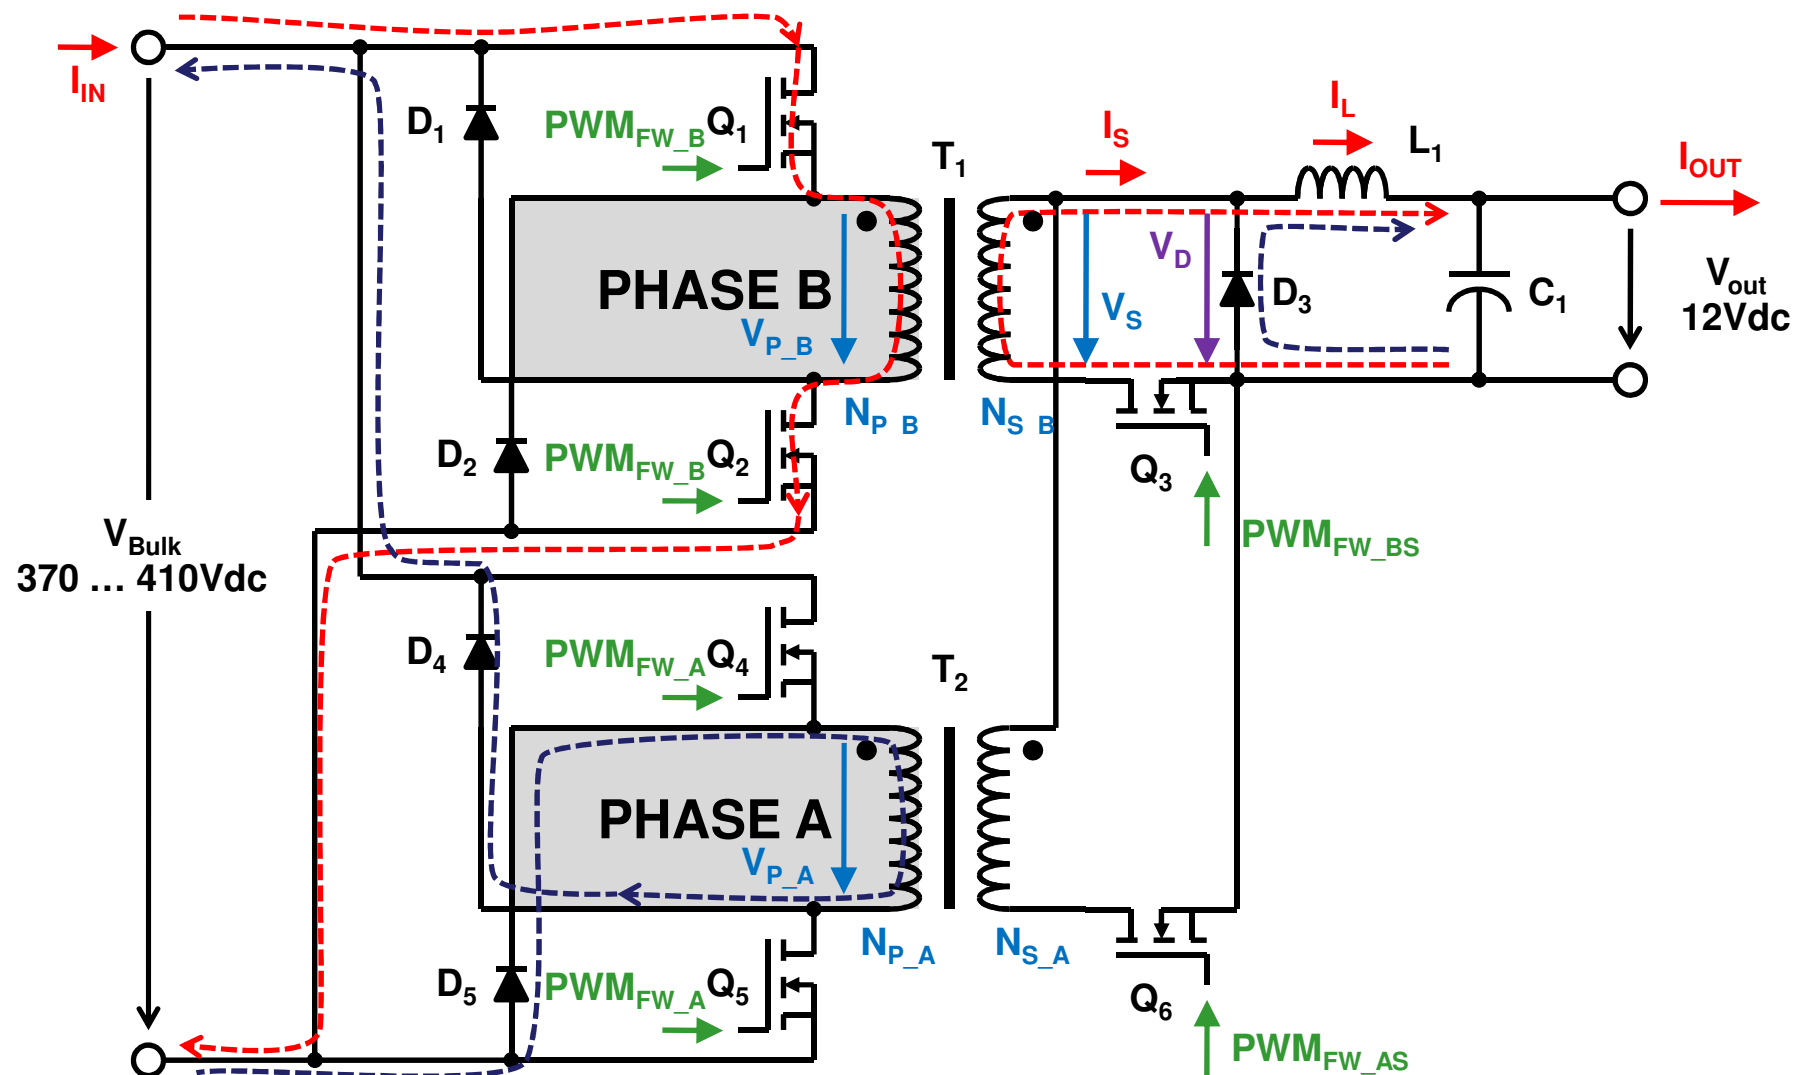 I_IN
D_1
PWM_FW_B Q_1
T_1
I_S
I_L
L_1
I_OUT
PHASE B
V_P_B
V_S
V_D
D_3
C_1
V_out
12Vdc
N_P_B
N_S_B
D_2
PWM_FW_B Q_2
Q_3
PWM_FW_BS
V_Bulk
370 ... 410Vdc
D_4
PWM_FW_A Q_4
T_2
PHASE A
V_P_A
N_P_A
N_S_A
D_5
PWM_FW_A Q_5
Q_6
PWM_FW_AS